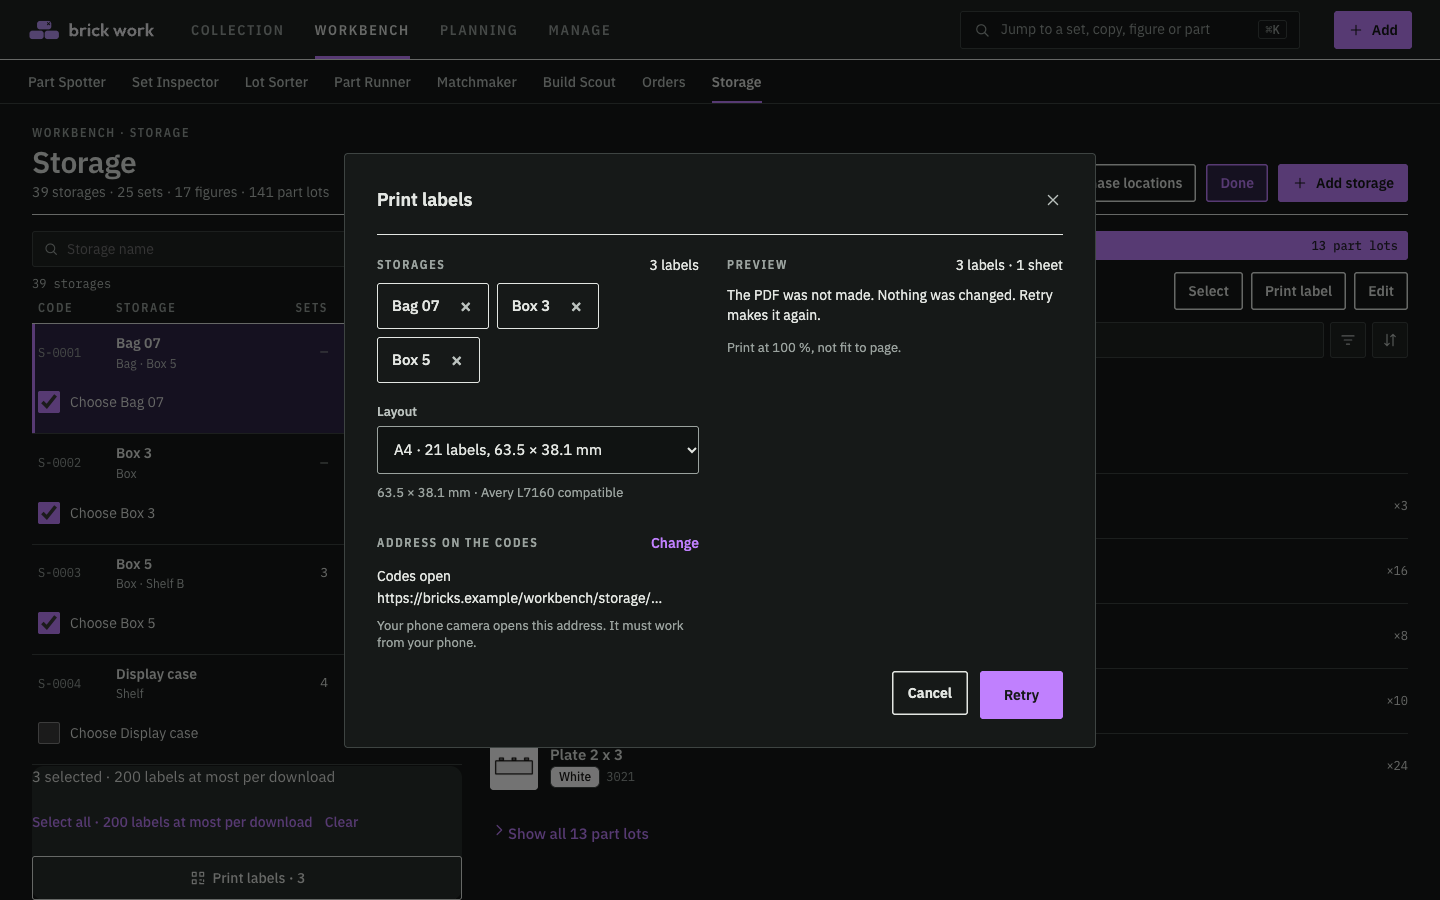 brick work
COLLECTION
WORKBENCH
PLANNING
MANAGE
Jump to a set, copy, figure or part
⌘K
+ Add
Part Spotter
Set Inspector
Lot Sorter
Part Runner
Matchmaker
Build Scout
Orders
Storage
WORKBENCH · STORAGE
Storage
39 storages · 25 sets · 17 figures · 141 part lots
ase locations
Done
+ Add storage
Storage name
13 part lots
39 storages
CODE STORAGE SETS
Select
Print label
Edit
S-0001 Bag 07 —
Bag · Box 5
Choose Bag 07
S-0002 Box 3 —
Box
Choose Box 3
S-0003 Box 5 3
Box · Shelf B
Choose Box 5
S-0004 Display case 4
Shelf
Choose Display case
3 selected · 200 labels at most per download
Select all · 200 labels at most per download Clear
Print labels · 3
Print labels
STORAGES 3 labels
Bag 07 ×
Box 3 ×
Box 5 ×
Layout
A4 · 21 labels, 63.5 × 38.1 mm
63.5 × 38.1 mm · Avery L7160 compatible
ADDRESS ON THE CODES Change
Codes open
https://bricks.example/workbench/storage/…
Your phone camera opens this address. It must work
from your phone.
PREVIEW 3 labels · 1 sheet
The PDF was not made. Nothing was changed. Retry
makes it again.
Print at 100 %, not fit to page.
Cancel
Retry
×3
×16
×8
×10
Plate 2 x 3
White 3021
×24
Show all 13 part lots